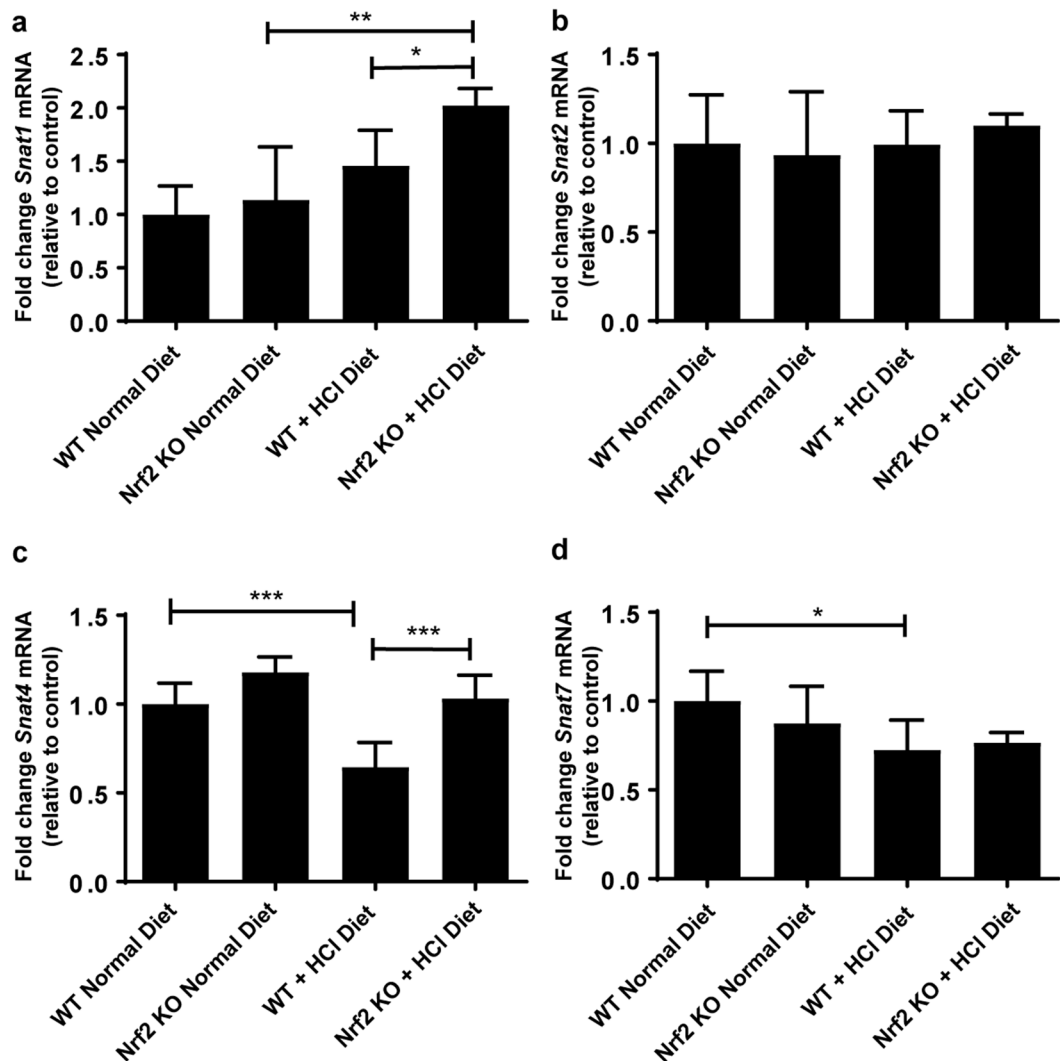 a
Fold change Snat1 mRNA
(relative to control)
2.5
2.0
1.5
1.0
0.5
0.0
**
*
WT Normal Diet
Nrf2 KO Normal Diet
WT + HCl Diet
Nrf2 KO + HCl Diet
b
Fold change Snat2 mRNA
(relative to control)
1.5
1.0
0.5
0.0
WT Normal Diet
Nrf2 KO Normal Diet
WT + HCl Diet
Nrf2 KO + HCl Diet
c
Fold change Snat4 mRNA
(relative to control)
1.5
1.0
0.5
0.0
***
***
WT Normal Diet
Nrf2 KO Normal Diet
WT + HCl Diet
Nrf2 KO + HCl Diet
d
Fold change Snat7 mRNA
(relative to control)
1.5
1.0
0.5
0.0
*
WT Normal Diet
Nrf2 KO Normal Diet
WT + HCl Diet
Nrf2 KO + HCl Diet